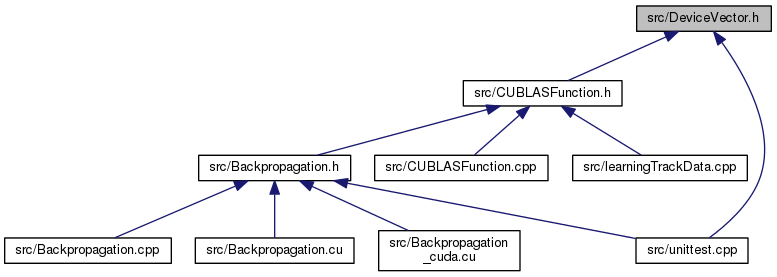 src/DeviceVector.h
src/CUBLASFunction.h
src/Backpropagation.h
src/CUBLASFunction.cpp
src/learningTrackData.cpp
src/Backpropagation.cpp
src/Backpropagation.cu
src/Backpropagation
_cuda.cu
src/unittest.cpp